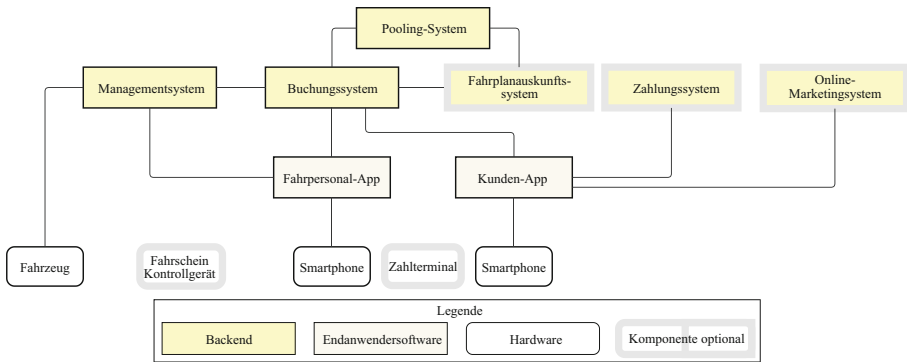 Pooling-System
Managementsystem
Buchungssystem
Fahrplanauskunfts-
system
Zahlungssystem
Online-
Marketingsystem
Fahrpersonal-App
Kunden-App
Fahrzeug
Fahrschein
Kontrollgerät
Smartphone
Zahlterminal
Smartphone
Legende
Backend
Endanwendersoftware
Hardware
Komponente optional